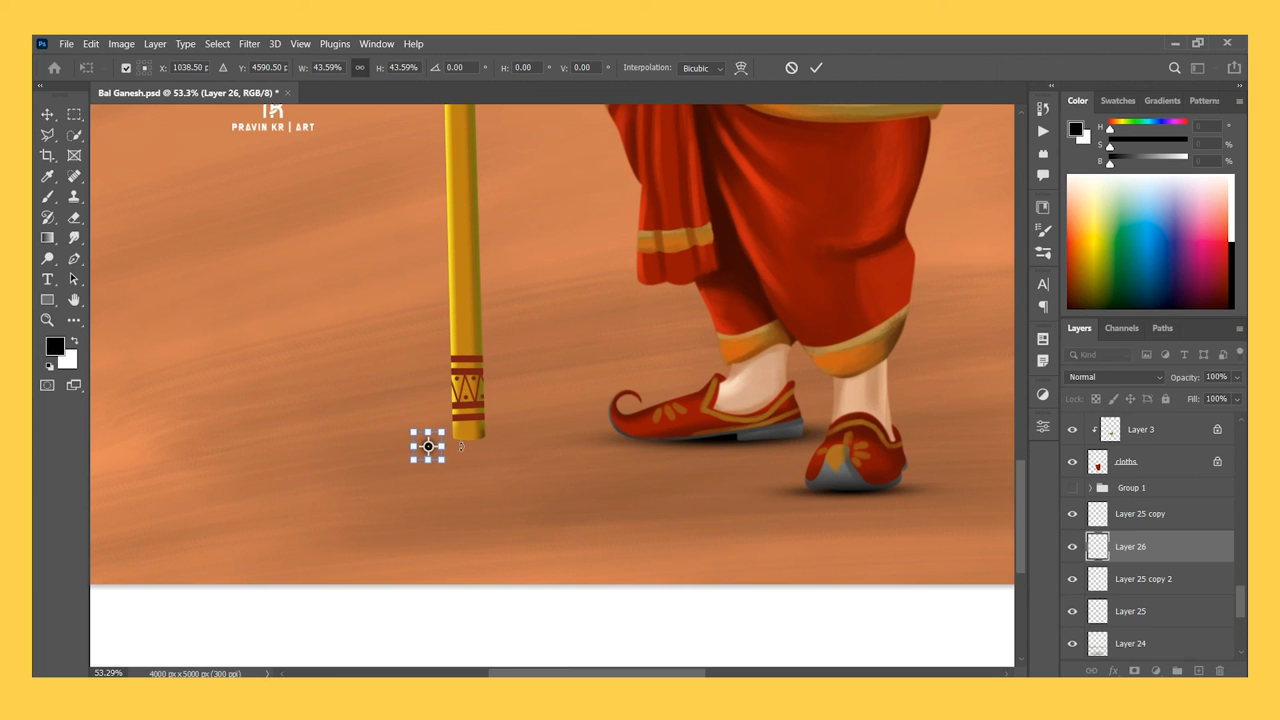 Ps File Edit Image Layer Type Select Filter 3D View Plugins Window Help
X: 1038.50 p Y: 4590.50 p W: 43.59% H: 43.59% 0.00 ° H: 0.00 ° V: 0.00 ° Interpolation: Bicubic
Bal Ganesh.psd @ 53.3% (Layer 26, RGB/8) * ×
PRAVIN KR | ART
Color Swatches Gradients Patterns
H 0 °
S 0 %
B 0 %
Layers Channels Paths
Kind
Normal Opacity: 100%
Lock: Fill: 100%
Layer 3
cloths
Group 1
Layer 25 copy
Layer 26
Layer 25 copy 2
Layer 25
Layer 24
53.29% 4000 px x 5000 px (300 ppi)